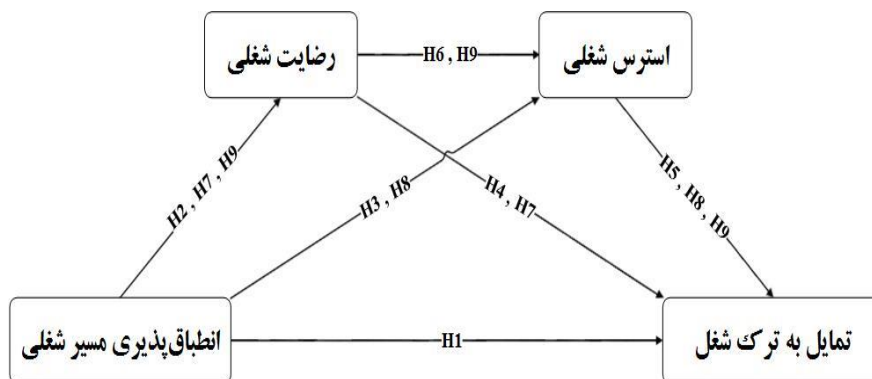 رضایت شغلی
H6 , H9
استرس شغلی
H2 , H7 , H9
H3 , H8
H4 , H7
H5 , H8 , H9
انطباق‌پذیری مسیر شغلی
H1
تمایل به ترک شغل